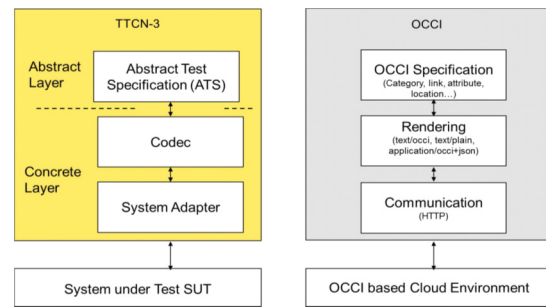 TTCN-3
Abstract
Layer
Abstract Test
Specification (ATS)
Codec
Concrete
Layer
System Adapter
System under Test SUT
OCCI
OCCI Specification
(Category, link, attribute,
location…)
Rendering
(text/occi, text/plain,
application/occi+json)
Communication
(HTTP)
OCCI based Cloud Environment